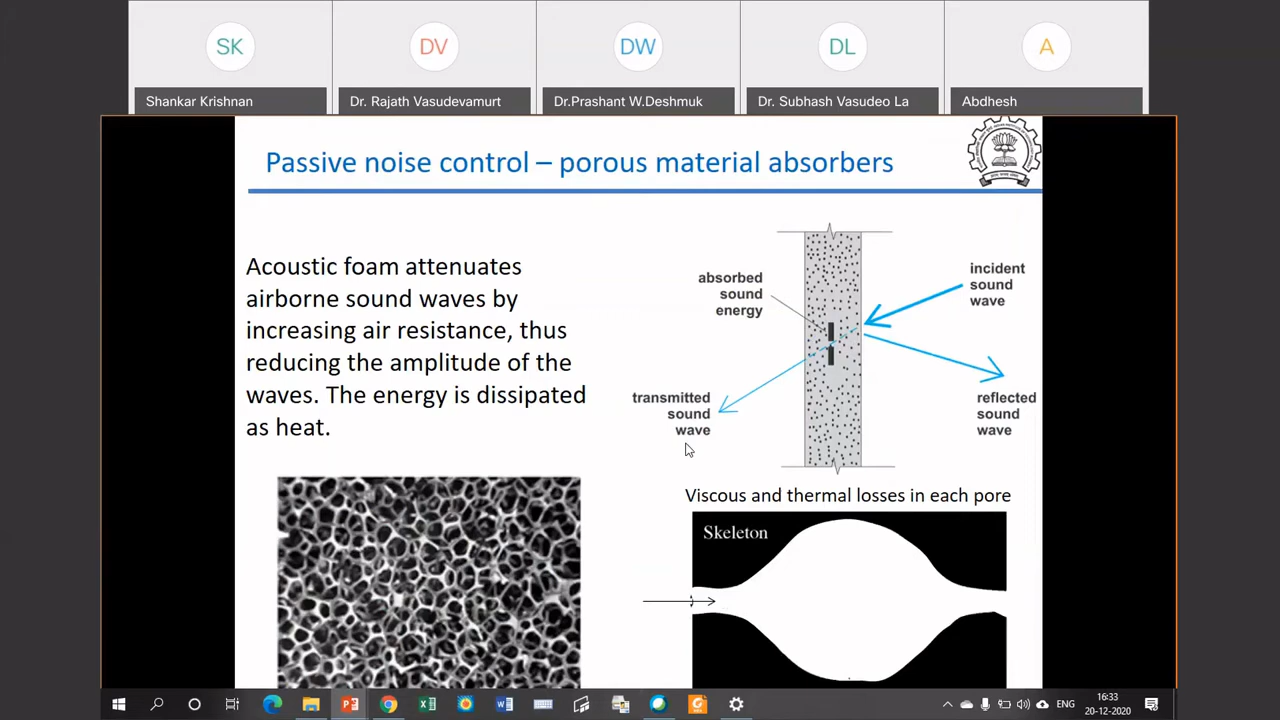 SK
DV
DW
DL
A
Shankar Krishnan
Dr. Rajath Vasudevamurt
Dr.Prashant W.Deshmuk
Dr. Subhash Vasudeo La
Abdhesh
Passive noise control – porous material absorbers
Acoustic foam attenuates
airborne sound waves by
increasing air resistance, thus
reducing the amplitude of the
waves. The energy is dissipated
as heat.
absorbed
sound
energy
incident
sound
wave
transmitted
sound
wave
reflected
sound
wave
Viscous and thermal losses in each pore
Skeleton
ENG
16:33
20-12-2020